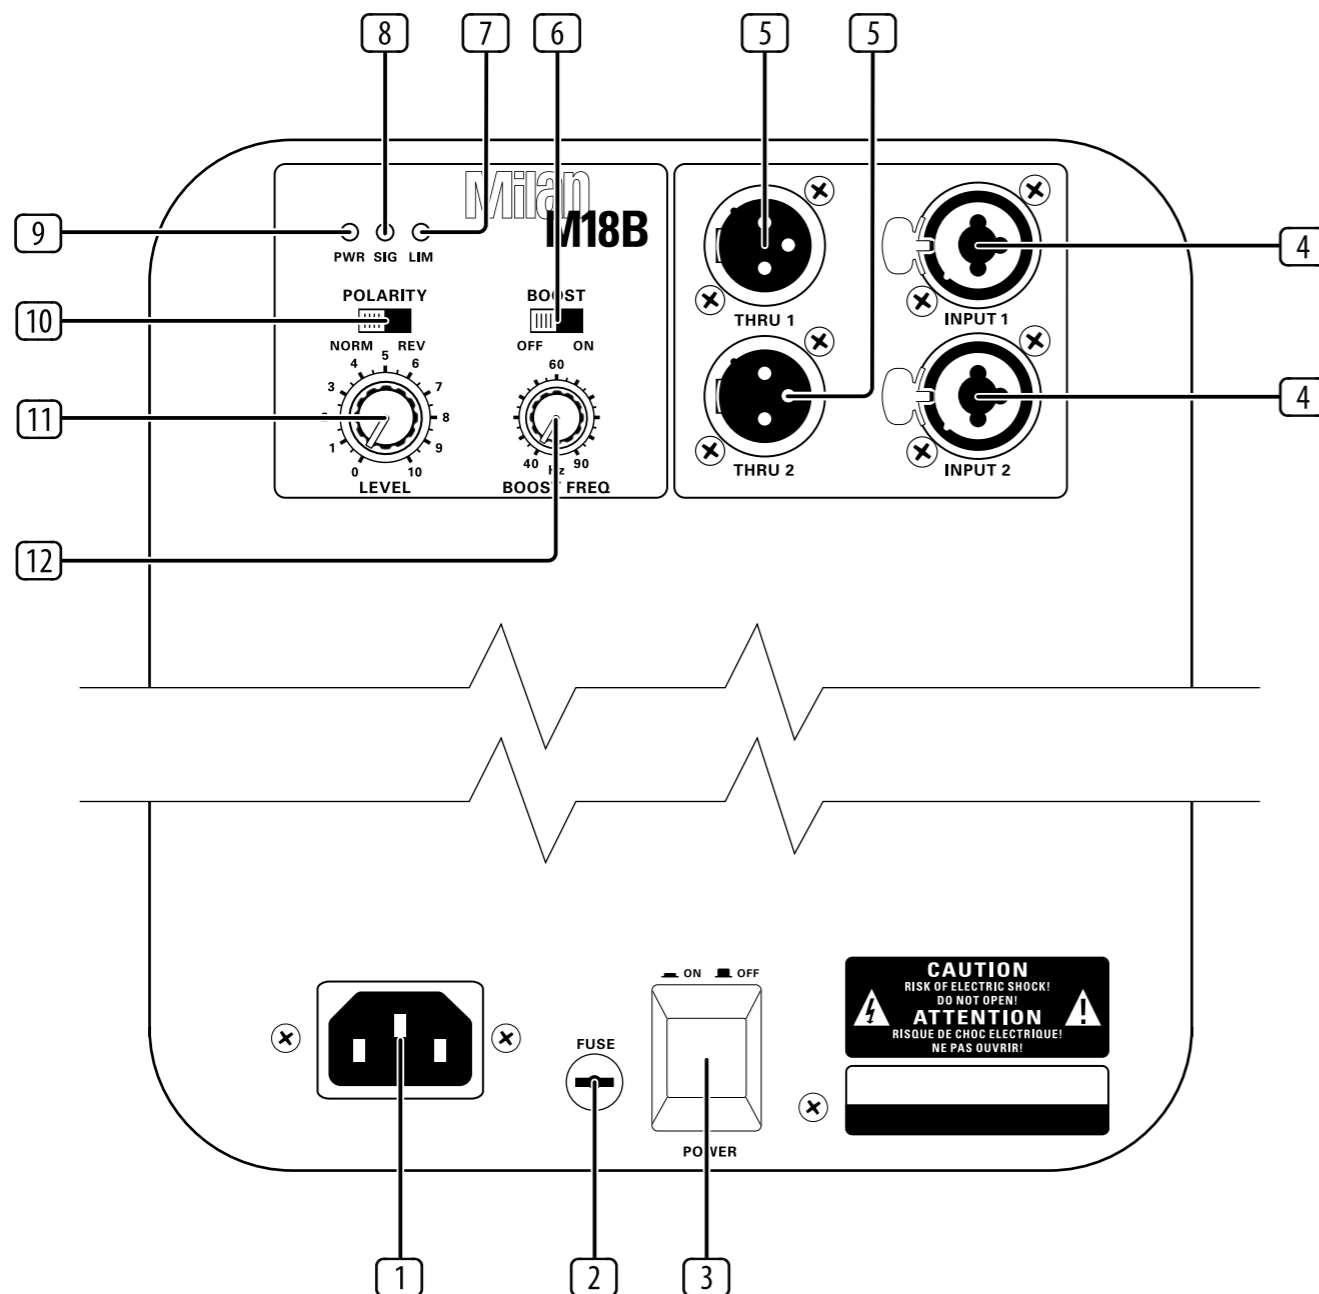 8
7
6
5
5
Milan
M18B
9
PWR SIG LIM
4
POLARITY
BOOST
10
NORM REV
OFF ON
THRU 1
INPUT 1
0 1 3 4 5 6 7 8 9 10
LEVEL
11
60
40 Hz 90
BOOST FREQ
12
4
THRU 2
INPUT 2
ON OFF
FUSE
POWER
CAUTION
RISK OF ELECTRIC SHOCK!
DO NOT OPEN!
ATTENTION
RISQUE DE CHOC ELECTRIQUE!
NE PAS OUVRIR!
1
2
3